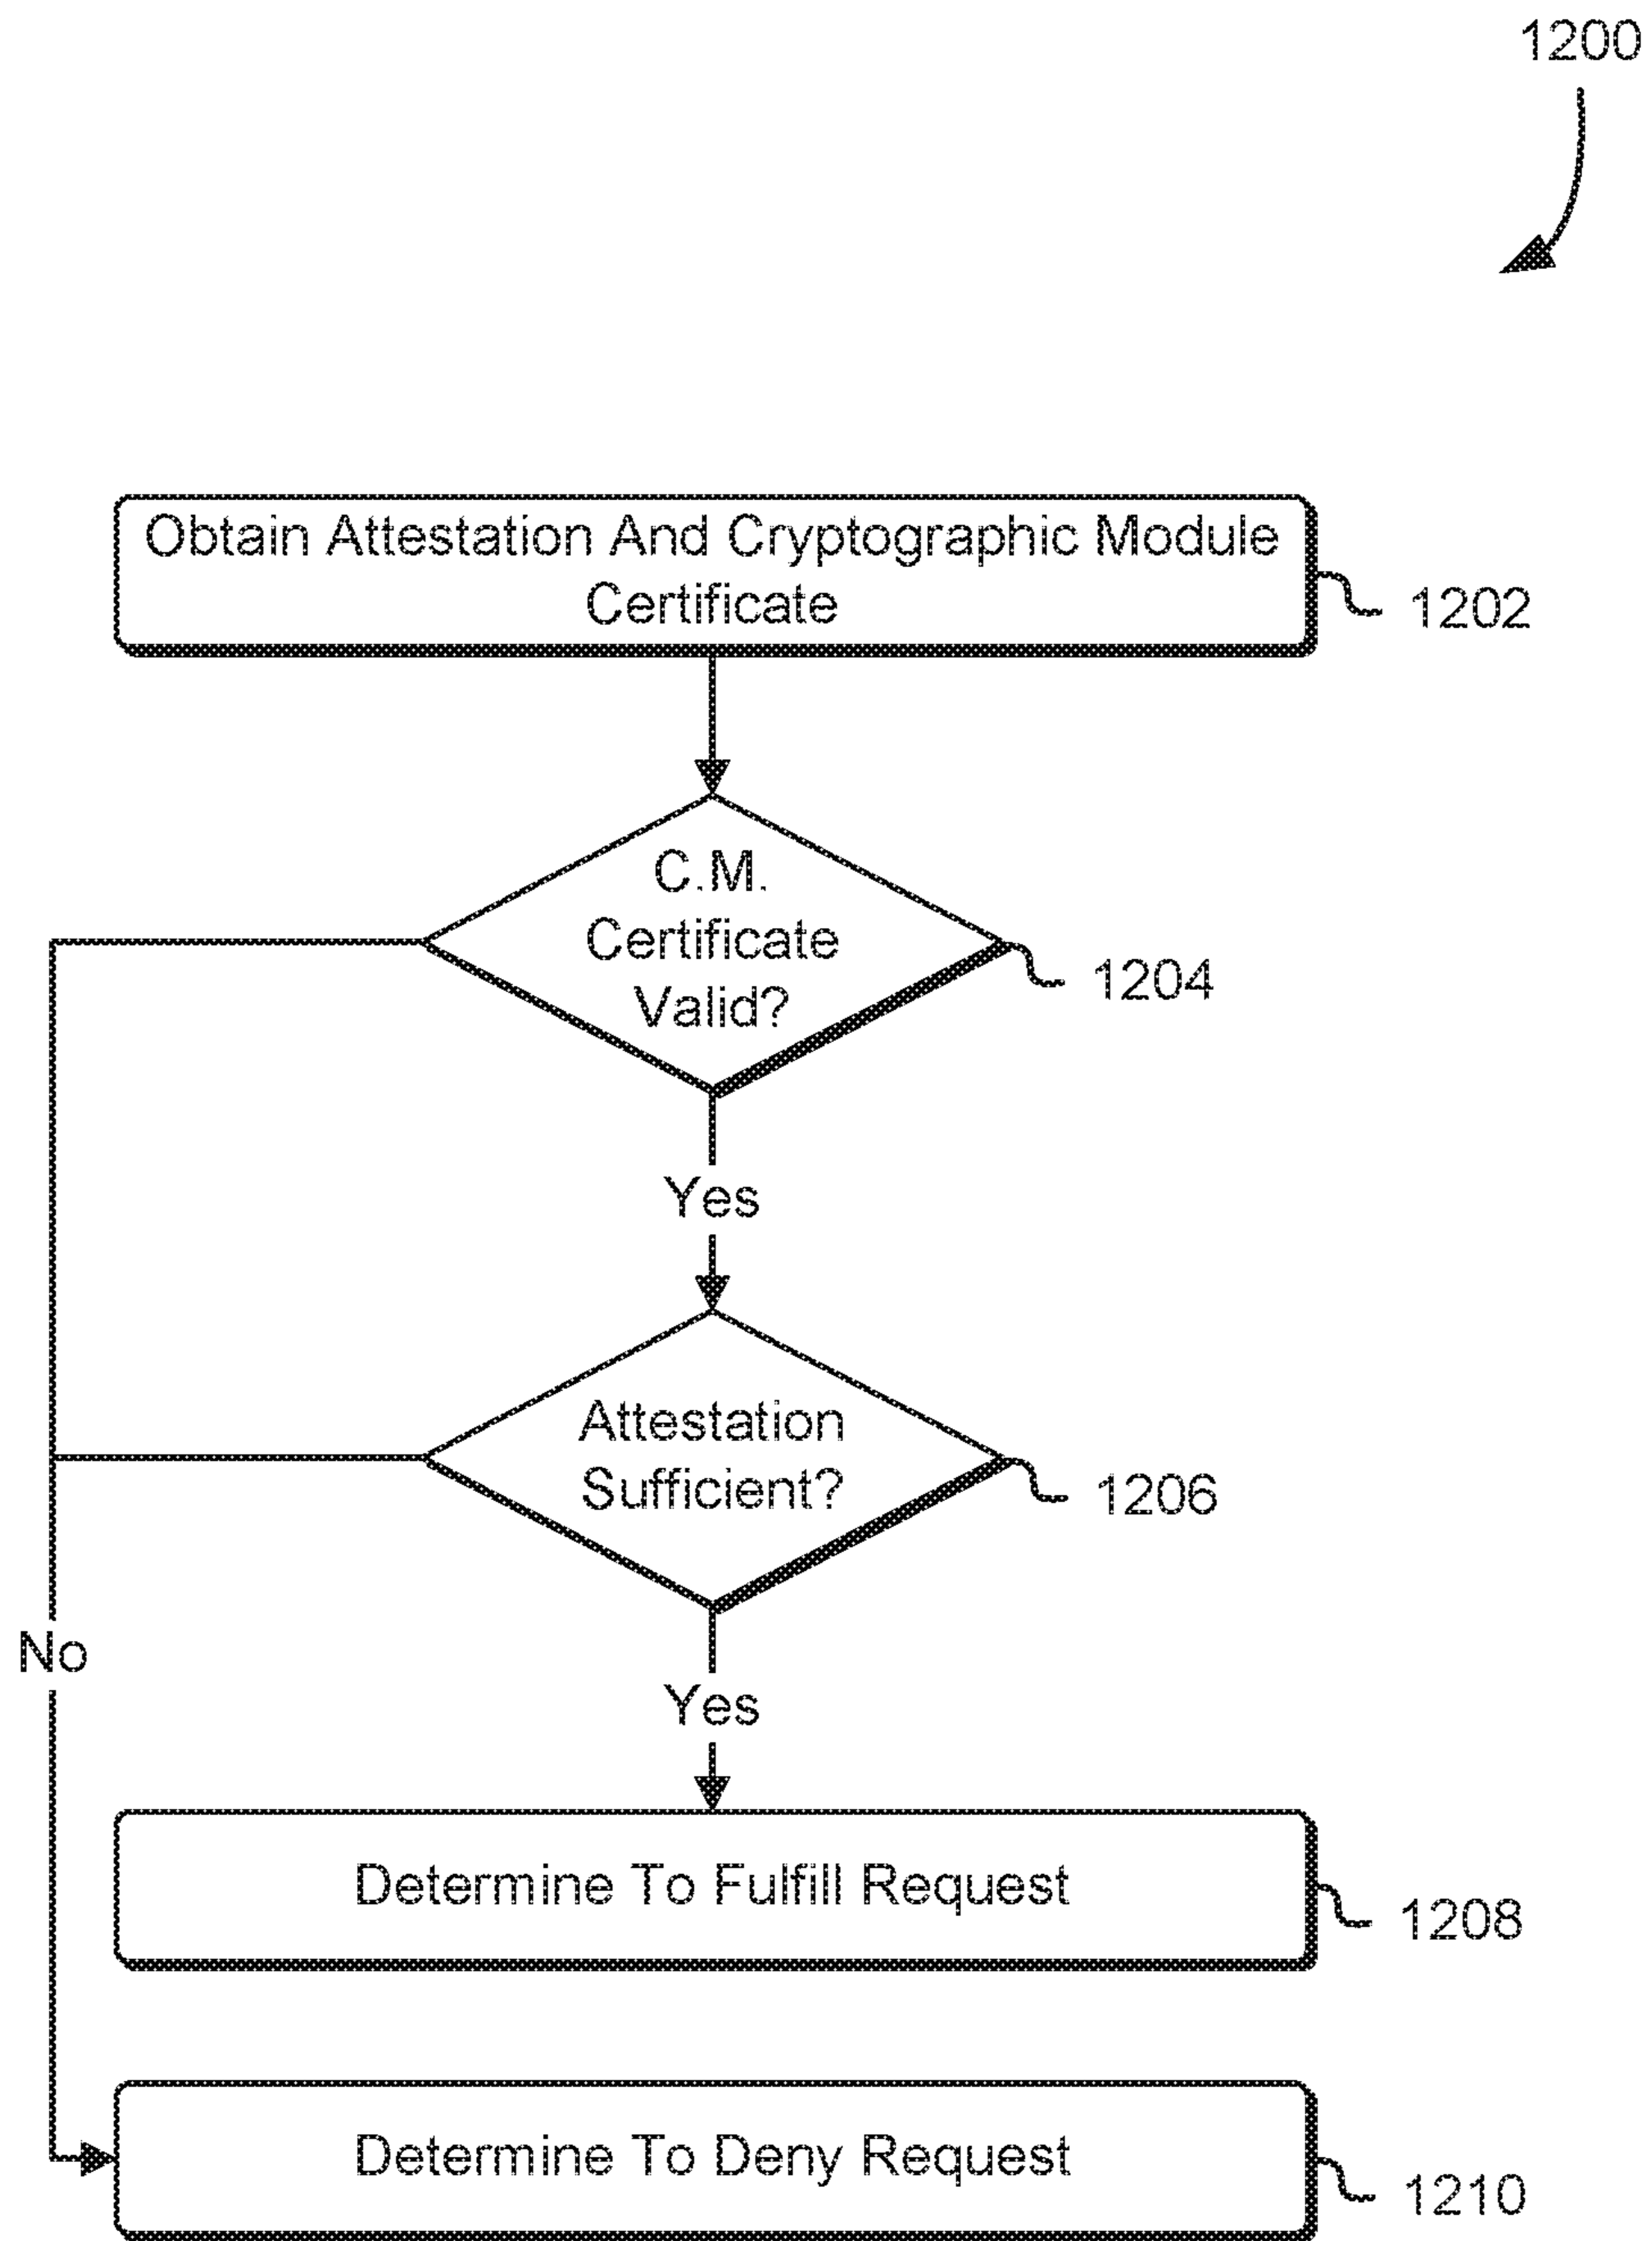 1200
Obtain Attestation And Cryptographic Module
Certificate
1202
C.M.
Certificate
Valid?
1204
Yes
Attestation
Sufficient?
1206
No
Yes
Determine To Fulfill Request
1208
Determine To Deny Request
1210